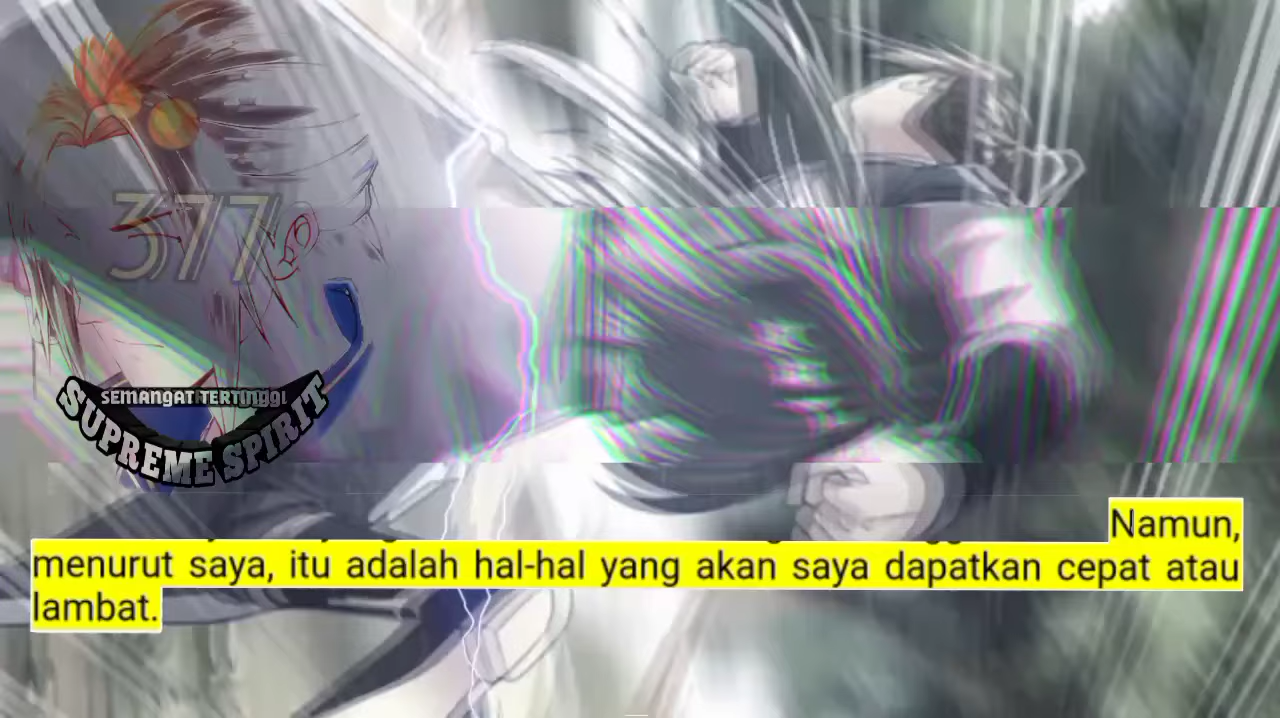 377
SEMANGAT TERTINGGI
SUPREME SPIRIT
Namun,
menurut saya, itu adalah hal-hal yang akan saya dapatkan cepat atau
lambat.